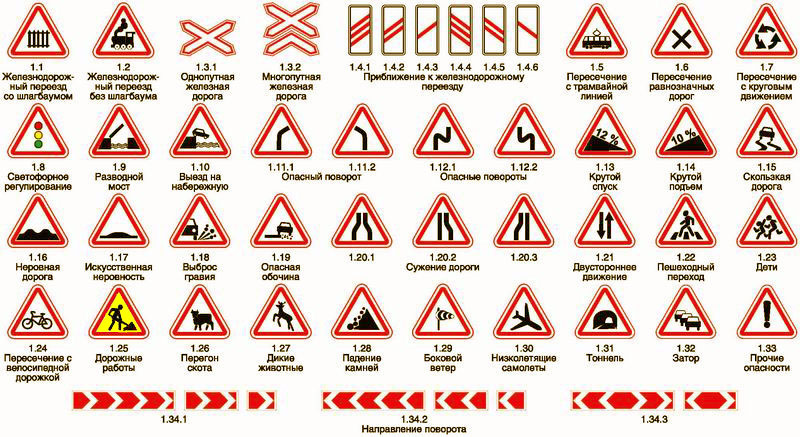 1.1 1.2 1.3.1 1.3.2 1.4.1 1.4.2 1.4.3 1.4.4 1.4.5 1.4.6 1.5 1.6 1.7
Железнодорож-
ный переезд
со шлагбаумом
Железнодорож-
ный переезд
без шлагбаума
Однопутная
железная
дорога
Многопутная
железная
дорога
Приближение к железнодорожному
переезду
Пересечение
с трамвайной
линией
Пересечение
равнозначных
дорог
Пересечение
с круговым
движением
12 %
10 %
1.8 1.9 1.10 1.11.1 1.11.2 1.12.1 1.12.2 1.13 1.14 1.15
Светофорное
регулирование
Разводной
мост
Выезд на
набережную
Опасный поворот
Опасные повороты
Крутой
спуск
Крутой
подъем
Скользкая
дорога
1.16 1.17 1.18 1.19 1.20.1 1.20.2 1.20.3 1.21 1.22 1.23
Неровная
дорога
Искусственная
неровность
Выброс
гравия
Опасная
обочина
Сужение дороги
Двустороннее
движение
Пешеходный
переход
Дети
1.24 1.25 1.26 1.27 1.28 1.29 1.30 1.31 1.32 1.33
Пересечение с
велосипедной
дорожкой
Дорожные
работы
Перегон
скота
Дикие
животные
Падение
камней
Боковой
ветер
Низколетящие
самолеты
Тоннель
Затор
Прочие
опасности
1.34.1 1.34.2 1.34.3
Направление поворота